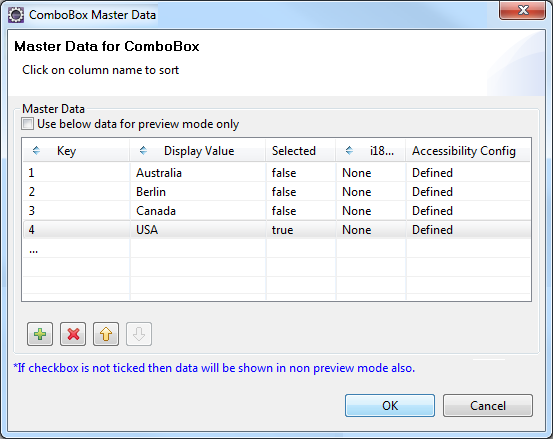 ComboBox Master Data
Master Data for ComboBox
Click on column name to sort
Master Data
Use below data for preview mode only
Key Display Value Selected i18... Accessibility Config
1 Australia false None Defined
2 Berlin false None Defined
3 Canada false None Defined
4 USA true None Defined
...
*If checkbox is not ticked then data will be shown in non preview mode also.
OK Cancel